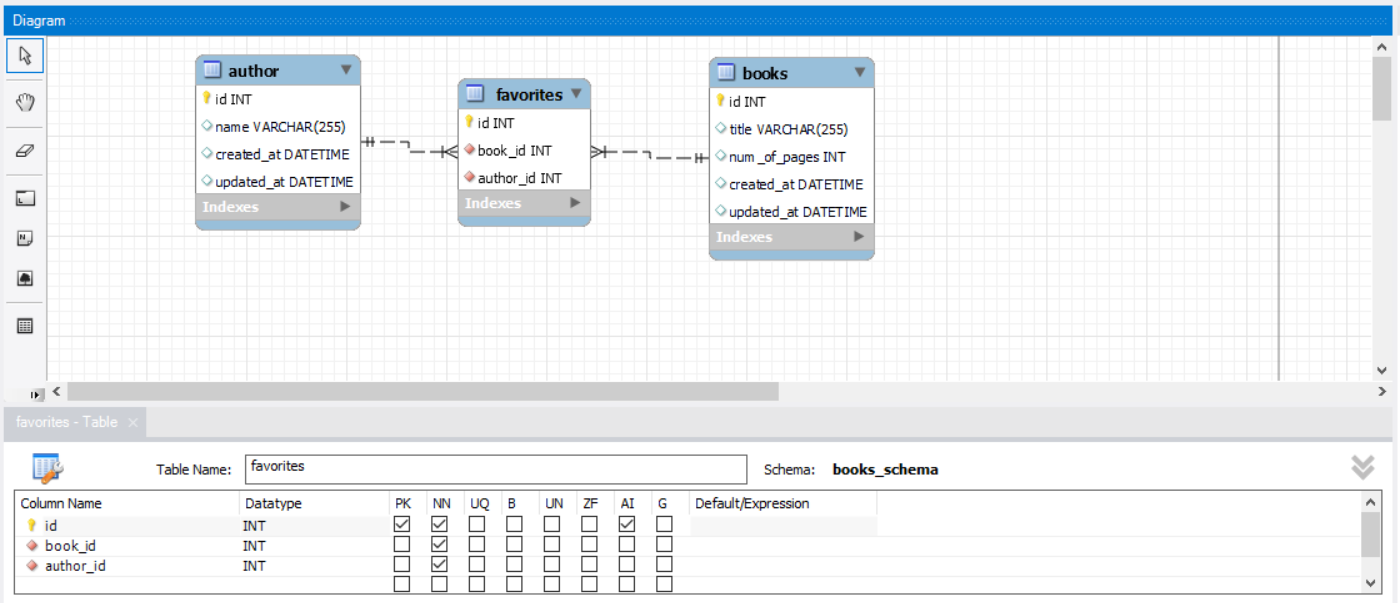 Diagram
author
id INT
name VARCHAR(255)
created_at DATETIME
updated_at DATETIME
Indexes
favorites
id INT
book_id INT
author_id INT
Indexes
books
id INT
title VARCHAR(255)
num _of_pages INT
created_at DATETIME
updated_at DATETIME
Indexes
favorites - Table
Table Name: favorites Schema: books_schema
Column Name Datatype PK NN UQ B UN ZF AI G Default/Expression
id INT
book_id INT
author_id INT